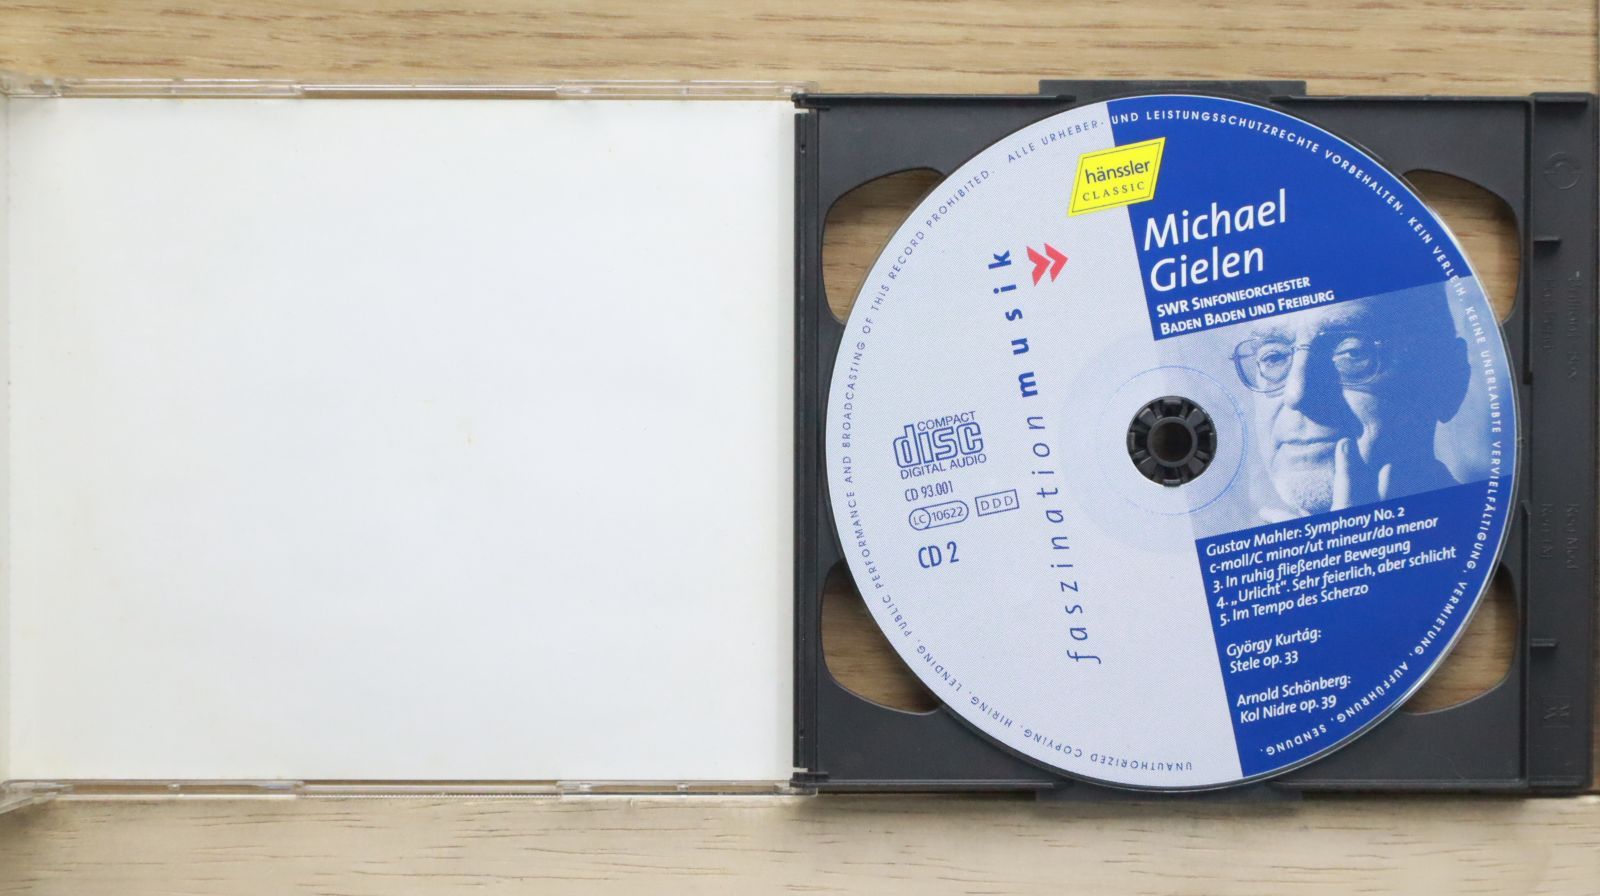 ALLE URHEBER- UND LEISTUNGSSCHUTZRECHTE VORBEHALTEN. KEIN VERLEIH. KEINE UNERLAUBTE VERVIELFÄLTIGUNG, VERMIETUNG, AUFFÜHRUNG, SENDUNG.
hänssler
CLASSIC
Michael
Gielen
SWR SINFONIEORCHESTER
BADEN BADEN UND FREIBURG
faszination musik
COMPACT
disc
DIGITAL AUDIO
CD 93.001
LC 10622 DDD
CD 2
Gustav Mahler: Symphony No. 2
c-moll/C minor/ut mineur/do menor
3. In ruhig fließender Bewegung
4. „Urlicht“. Sehr feierlich, aber schlicht
5. Im Tempo des Scherzo
György Kurtág:
Stele op. 33
Arnold Schönberg:
Kol Nidre op. 39
UNAUTHORIZED COPYING, HIRING, LENDING, PUBLIC PERFORMANCE AND BROADCASTING OF THIS RECORD PROHIBITED.